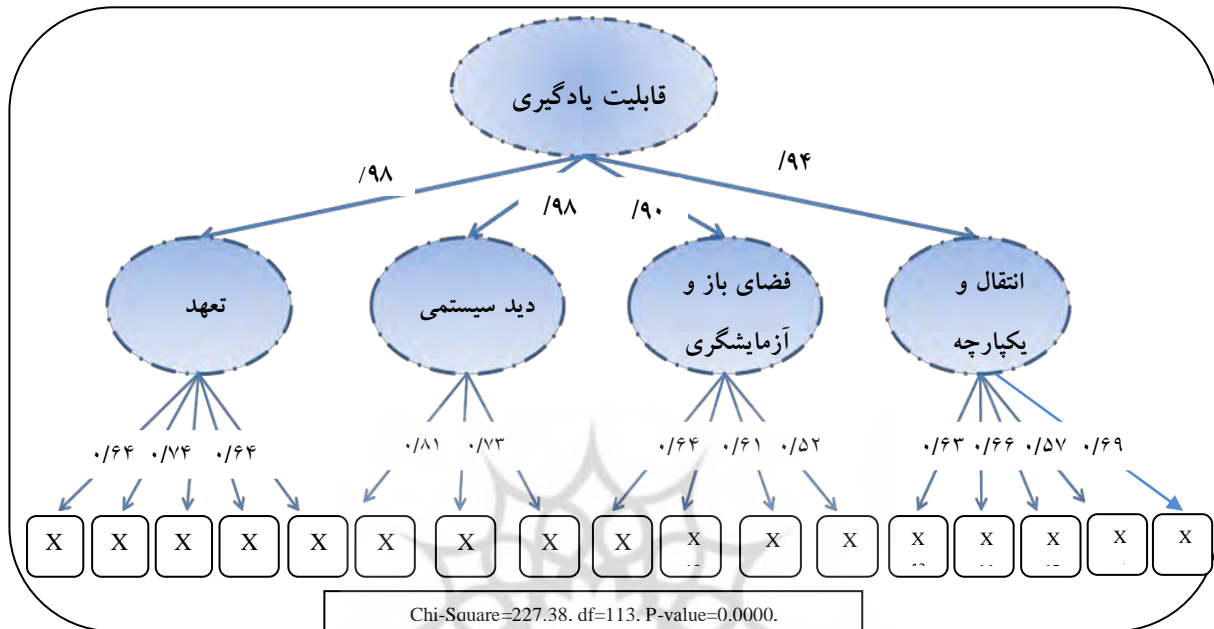 قابلیت یادگیری
/۹۸
/۹۸
/۹۰
/۹۴
تعهد
دید سیستمی
فضای باز و
آزمایشگری
انتقال و
یکپارچه
۰/۶۴ ۰/۷۴ ۰/۶۴
۰/۸۱ ۰/۷۳
۰/۶۴ ۰/۶۱ ۰/۵۲
۰/۶۳ ۰/۶۶ ۰/۵۷ ۰/۶۹
X X X X X X X X X X X X X X X X X
Chi-Square=227.38, df=113, P-value=0.0000,